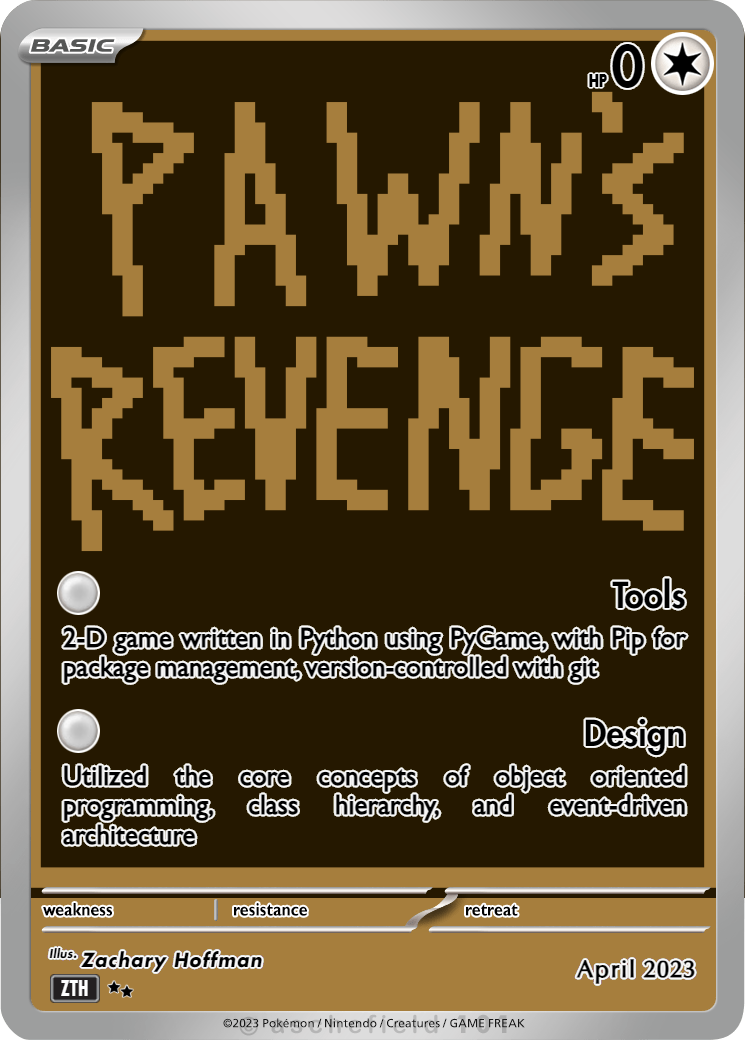 BASIC
HP 0
PAWN'S
REVENGE
Tools
2-D game written in Python using PyGame, with Pip for
package management, version-controlled with git
Design
Utilized the core concepts of object oriented
programming, class hierarchy, and event-driven
architecture
weakness resistance retreat
Illus. Zachary Hoffman
April 2023
ZTH
©2023 Pokémon / Nintendo / Creatures / GAME FREAK